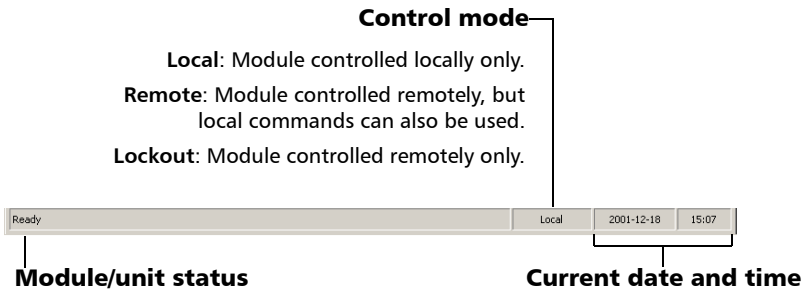 Control mode
Local: Module controlled locally only.
Remote: Module controlled remotely, but
local commands can also be used.
Lockout: Module controlled remotely only.
Ready
Local
2001-12-18
15:07
Module/unit status
Current date and time